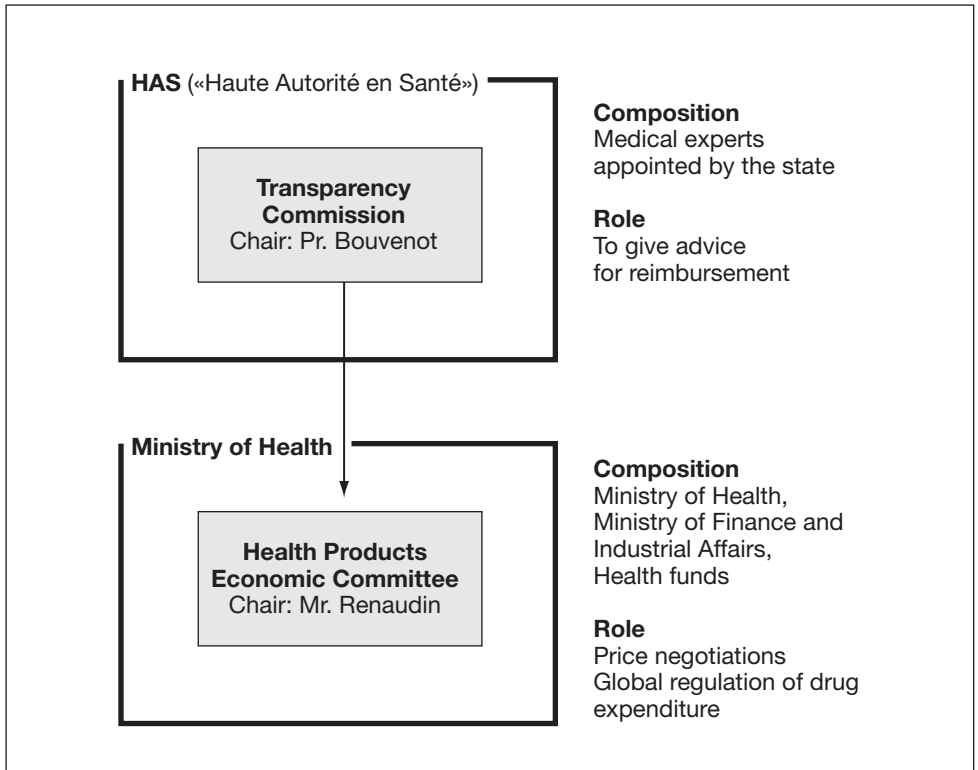 HAS («Haute Autorité en Santé»)
Transparency
Commission
Chair: Pr. Bouvenot
Composition
Medical experts
appointed by the state
Role
To give advice
for reimbursement
Ministry of Health
Health Products
Economic Committee
Chair: Mr. Renaudin
Composition
Ministry of Health,
Ministry of Finance and
Industrial Affairs,
Health funds
Role
Price negotiations
Global regulation of drug
expenditure